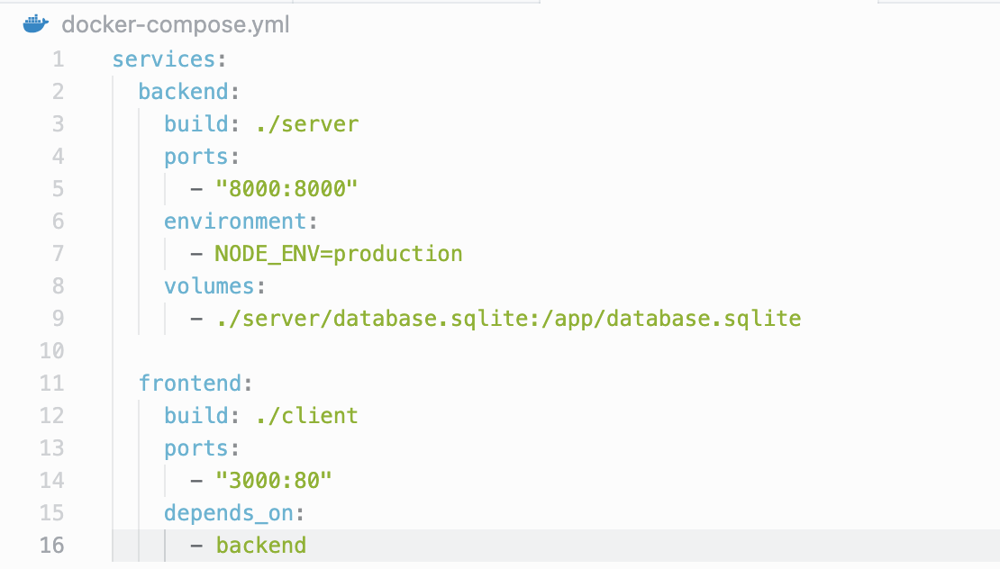 docker-compose.yml
1 services:
2   backend:
3     build: ./server
4     ports:
5       - "8000:8000"
6     environment:
7       - NODE_ENV=production
8     volumes:
9       - ./server/database.sqlite:/app/database.sqlite
10
11   frontend:
12     build: ./client
13     ports:
14       - "3000:80"
15     depends_on:
16       - backend